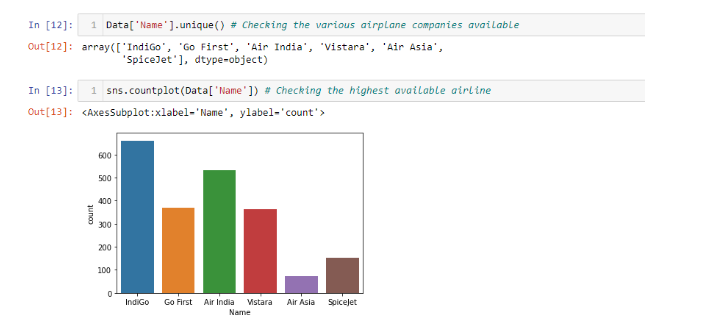 In [12]: 1 Data['Name'].unique() # Checking the various airplane companies available
Out[12]: array(['IndiGo', 'Go First', 'Air India', 'Vistara', 'Air Asia',
'SpiceJet'], dtype=object)
In [13]: 1 sns.countplot(Data['Name']) # Checking the highest available airline
Out[13]: <AxesSubplot:xlabel='Name', ylabel='count'>
600
500
400
300
200
100
0
count
IndiGo Go First Air India Vistara Air Asia SpiceJet
Name